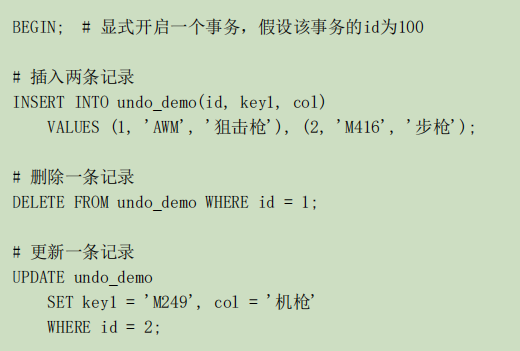 BEGIN;  # 显式开启一个事务，假设该事务的id为100
# 插入两条记录
INSERT INTO undo_demo(id, key1, col)
VALUES (1, 'AWM', '狙击枪'), (2, 'M416', '步枪');
# 删除一条记录
DELETE FROM undo_demo WHERE id = 1;
# 更新一条记录
UPDATE undo_demo
SET key1 = 'M249', col = '机枪'
WHERE id = 2;